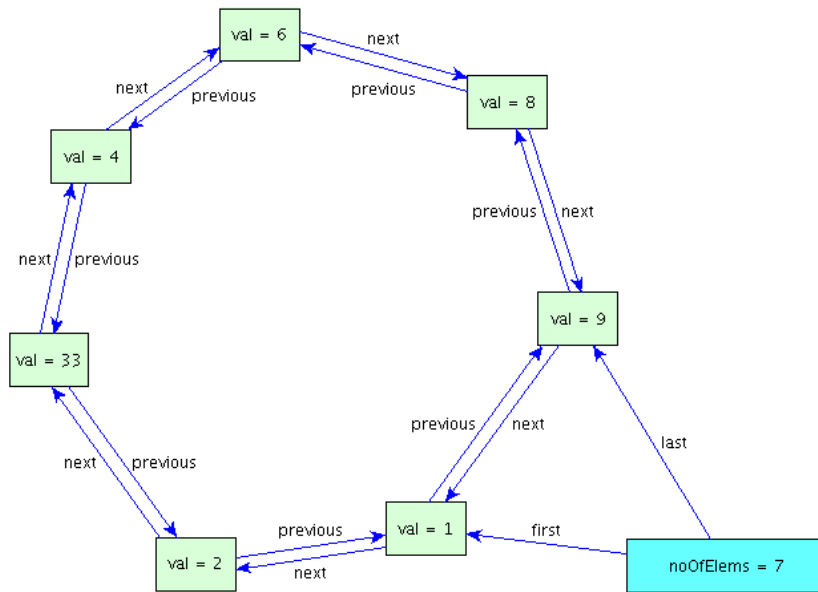 val = 6
next
next
previous
previous
val = 8
val = 4
previous
next
next
previous
val = 9
val = 33
previous
next
last
next
previous
val = 1
previous
first
next
val = 2
noOfElems = 7